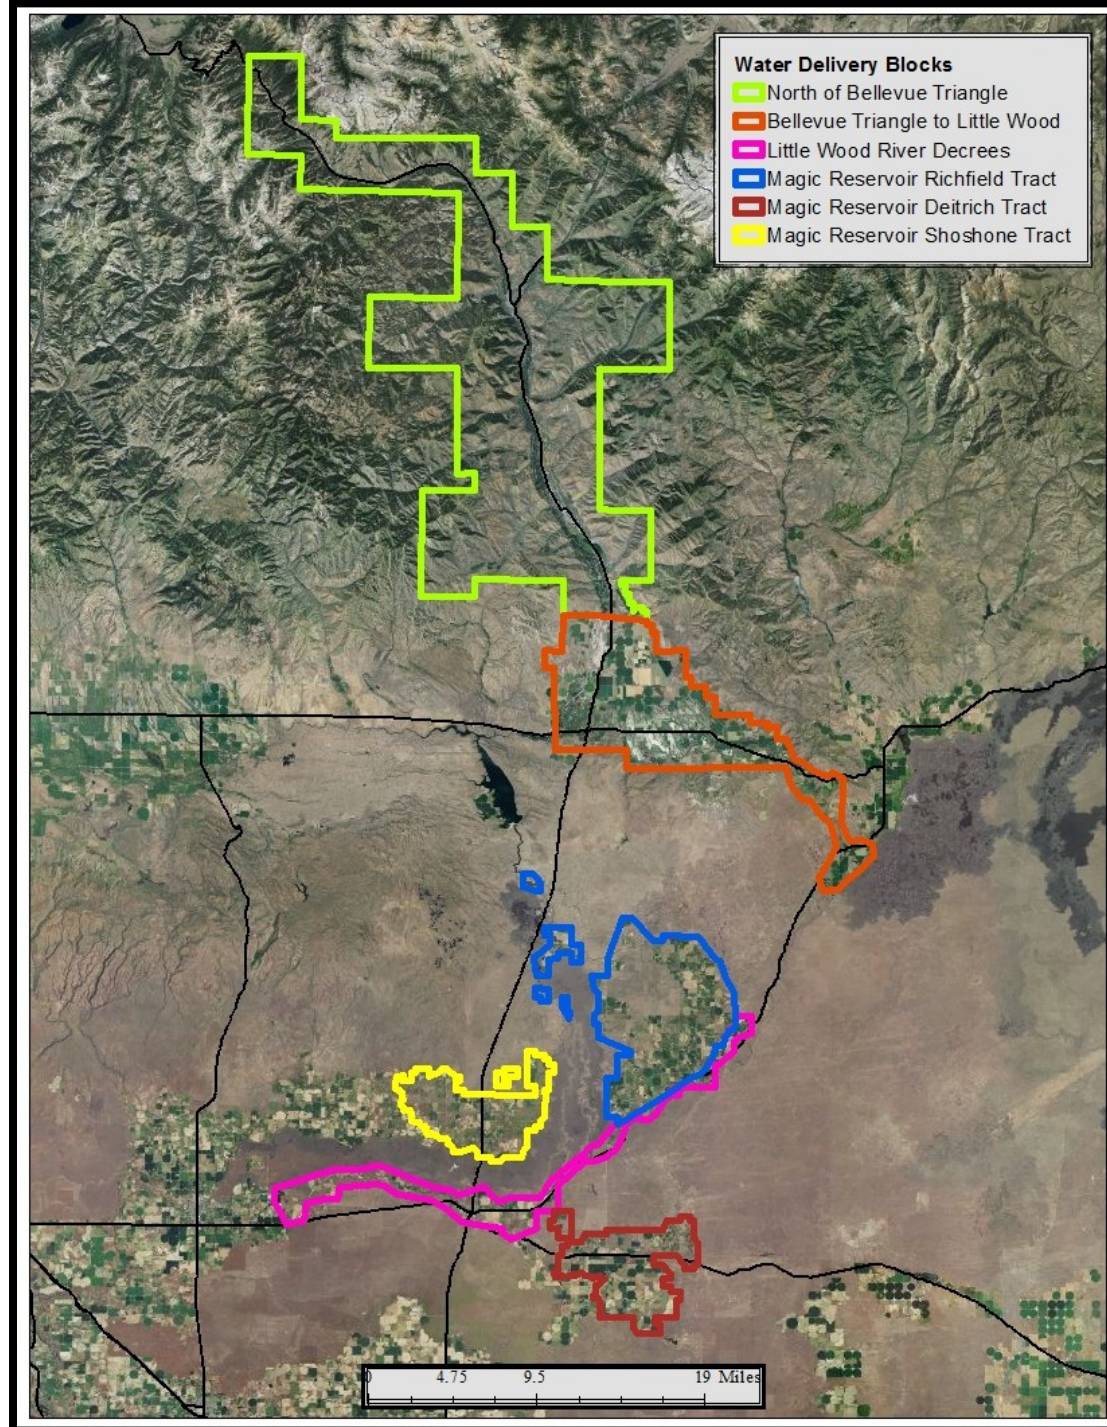 Water Delivery Blocks
North of Bellevue Triangle
Bellevue Triangle to Little Wood
Little Wood River Decrees
Magic Reservoir Richfield Tract
Magic Reservoir Deitrich Tract
Magic Reservoir Shoshone Tract
0 4.75 9.5 19 Miles